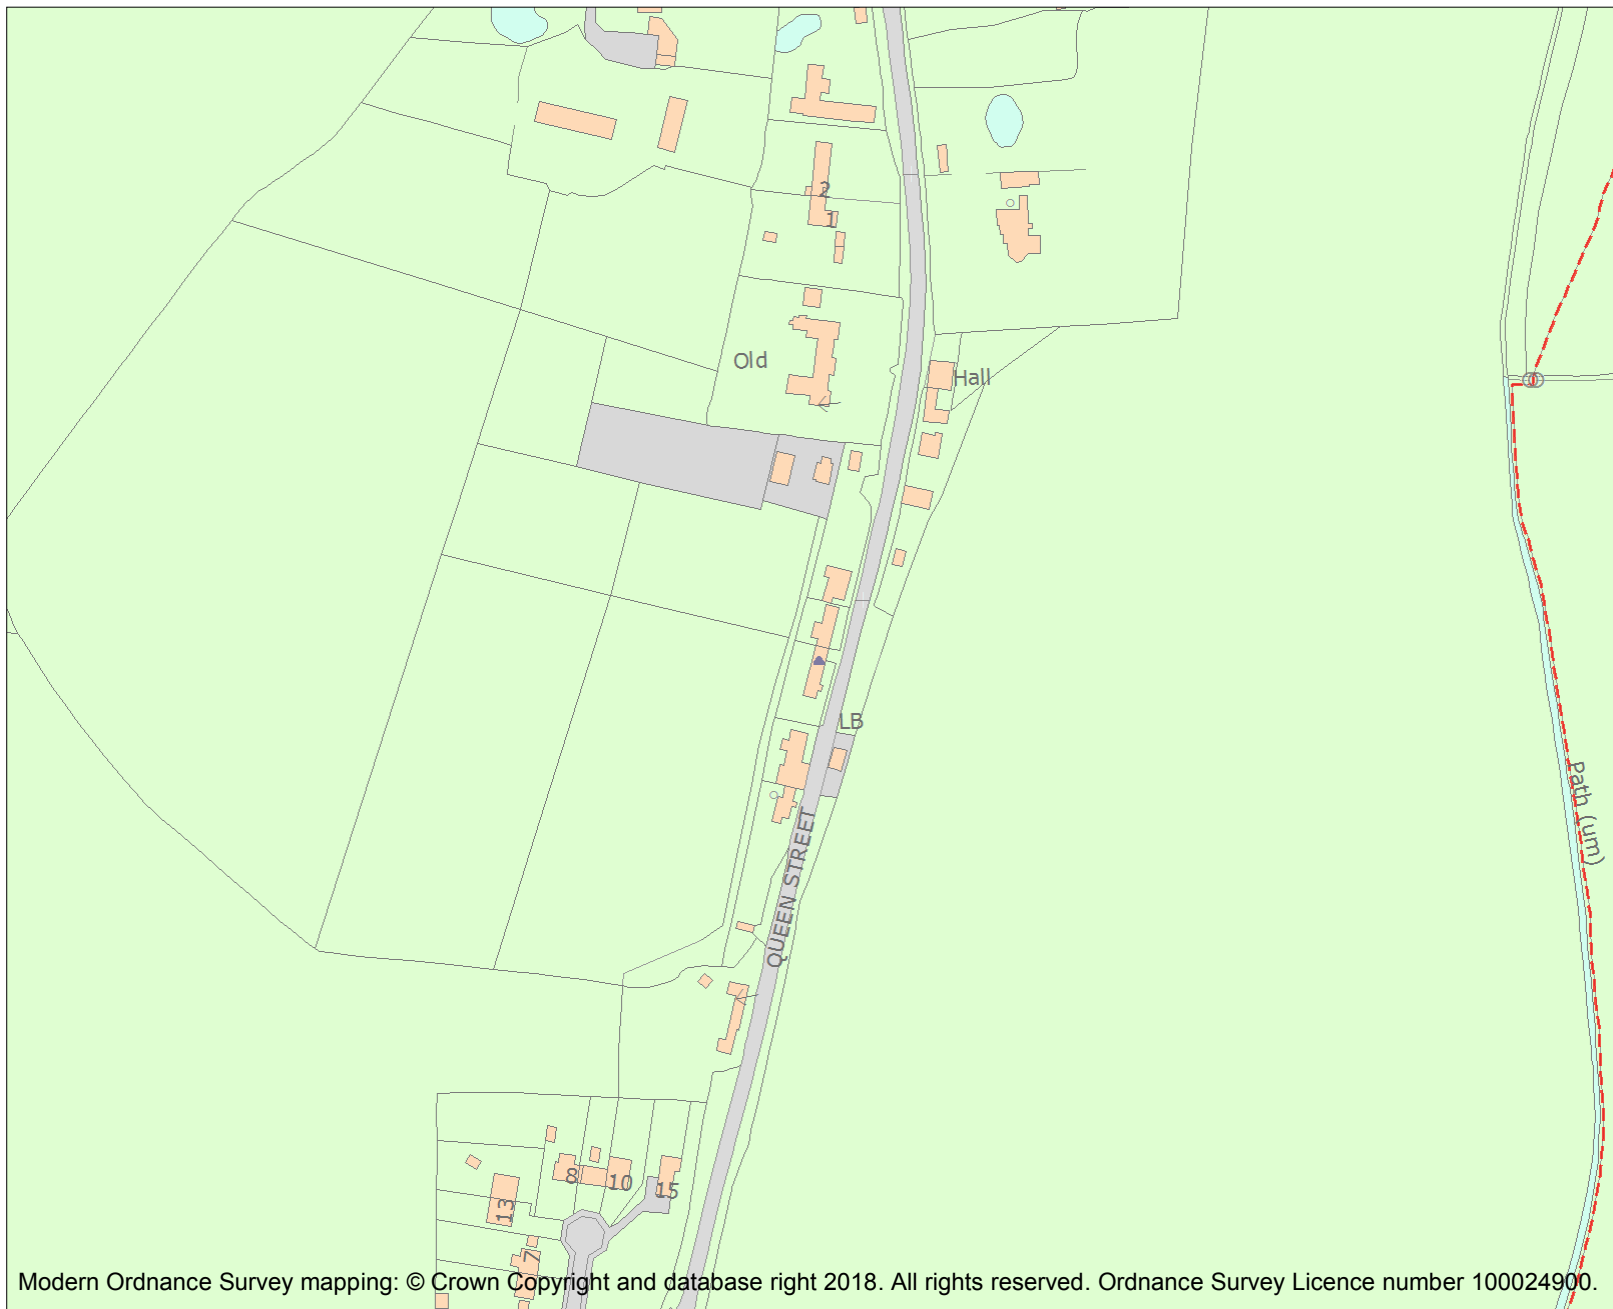 2
1
Old
Hall
LB
Path (um)
QUEEN STREET
8
10
15
13
7
Modern Ordnance Survey mapping: © Crown Copyright and database right 2018. All rights reserved. Ordnance Survey Licence number 100024900.